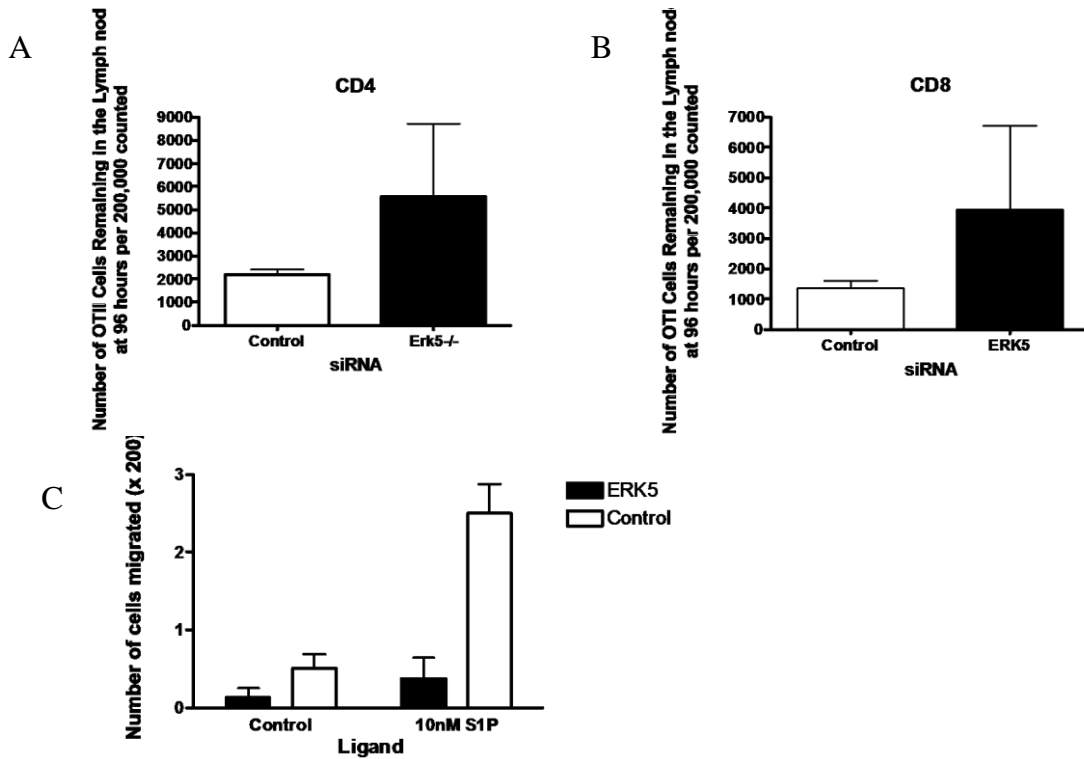 A
Number of OTII Cells Remaining in the Lymph nod
at 96 hours per 200,000 counted
CD4
9000
8000
7000
6000
5000
4000
3000
2000
1000
0
Control Erk5-/-
siRNA
B
Number of OTI Cells Remaining in the Lymph nod
at 96 hours per 200,000 counted
CD8
7000
6000
5000
4000
3000
2000
1000
0
Control ERK5
siRNA
C
Number of cells migrated (x 200)
3
2
1
0
Control 10nM S1P
Ligand
ERK5
Control